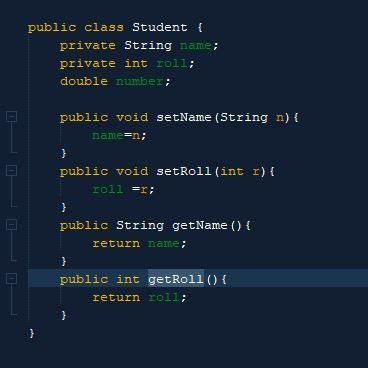 public class Student {
    private String name;
    private int roll;
    double number;

    public void setName(String n){
        name=n;
    }
    public void setRoll(int r){
        roll =r;
    }
    public String getName(){
        return name;
    }
    public int getRoll(){
        return roll;
    }
}